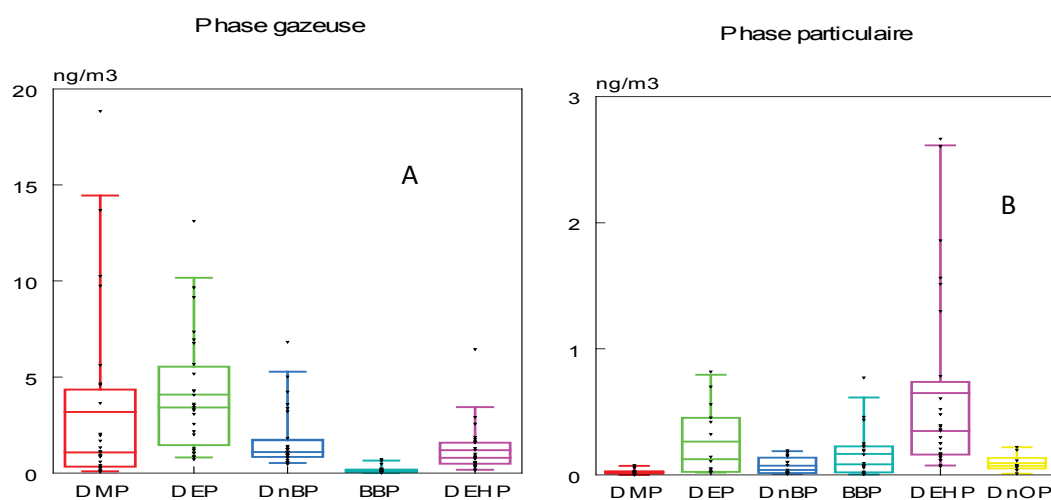 Phase gazeuse
ng/m3
20
15
10
5
0
A
DMP DEP DnBP BBP DEHP
Phase particulaire
ng/m3
3
2
1
0
B
DMP DEP DnBP BBP DEHP DnOP